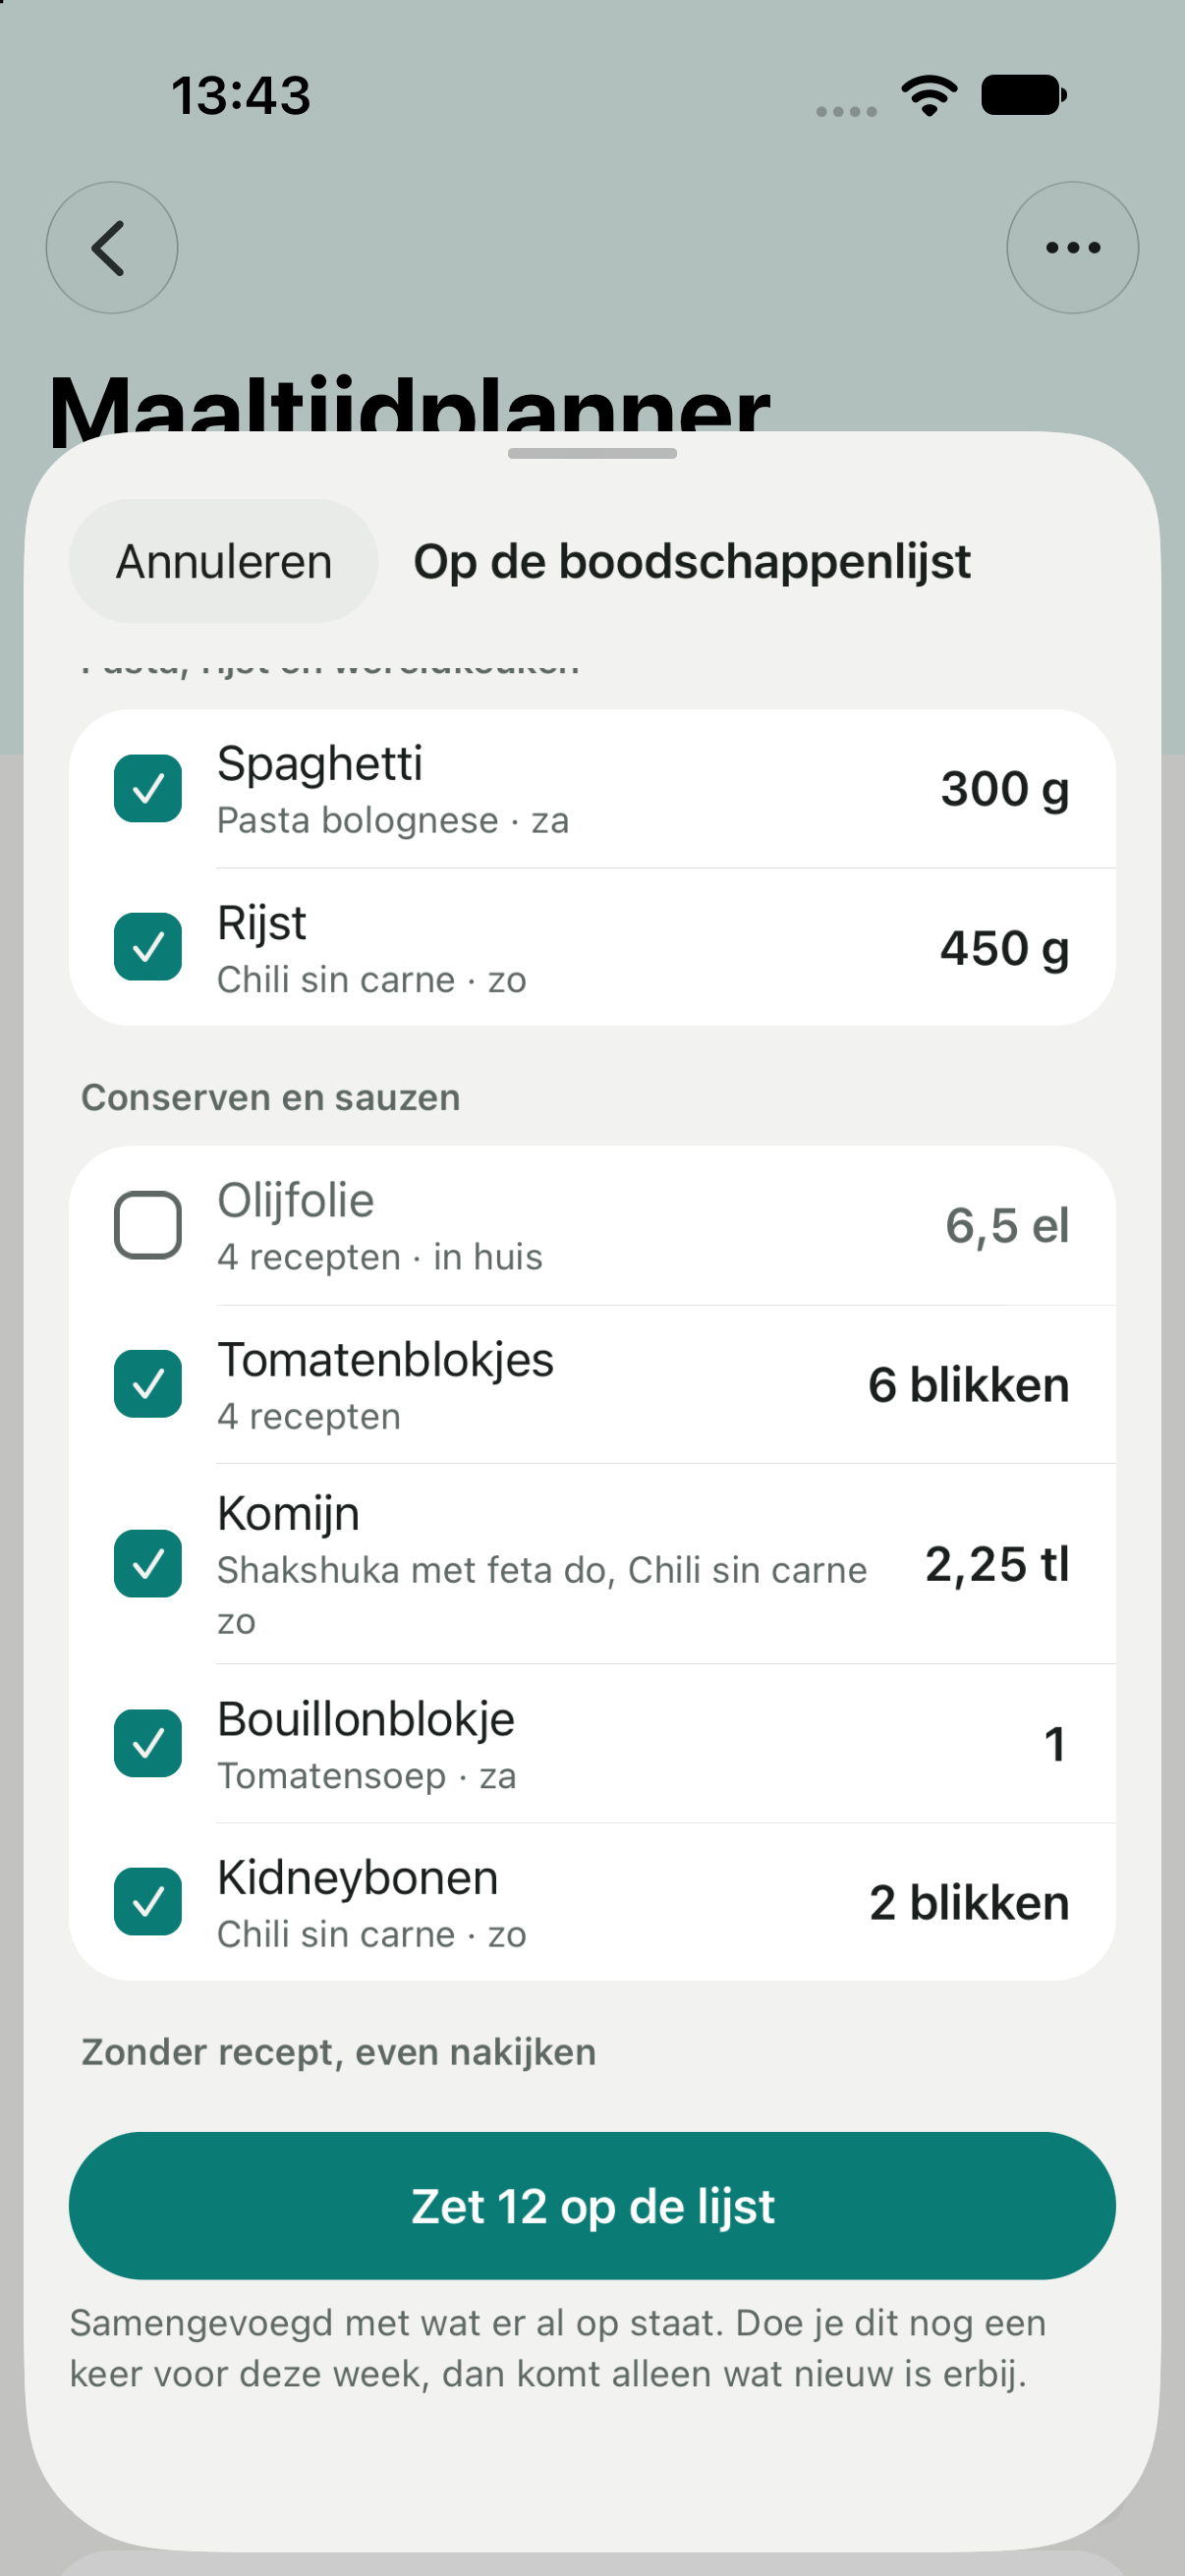 13:43
Maaltijdplanner
Annuleren
Op de boodschappenlijst
Pasta, rijst en wereldkeuken
Spaghetti
300 g
Pasta bolognese · za
Rijst
450 g
Chili sin carne · zo
Conserven en sauzen
Olijfolie
6,5 el
4 recepten · in huis
Tomatenblokjes
6 blikken
4 recepten
Komijn
2,25 tl
Shakshuka met feta do, Chili sin carne
zo
Bouillonblokje
1
Tomatensoep · za
Kidneybonen
2 blikken
Chili sin carne · zo
Zonder recept, even nakijken
Zet 12 op de lijst
Samengevoegd met wat er al op staat. Doe je dit nog een
keer voor deze week, dan komt alleen wat nieuw is erbij.